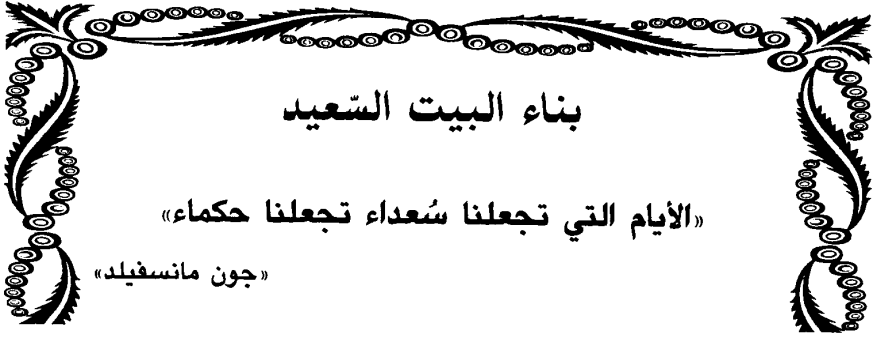 بناء البيت السّعيد
«الأيام التي تجعلنا سُعداء تجعلنا حكماء»
«جون مانسفيلد»